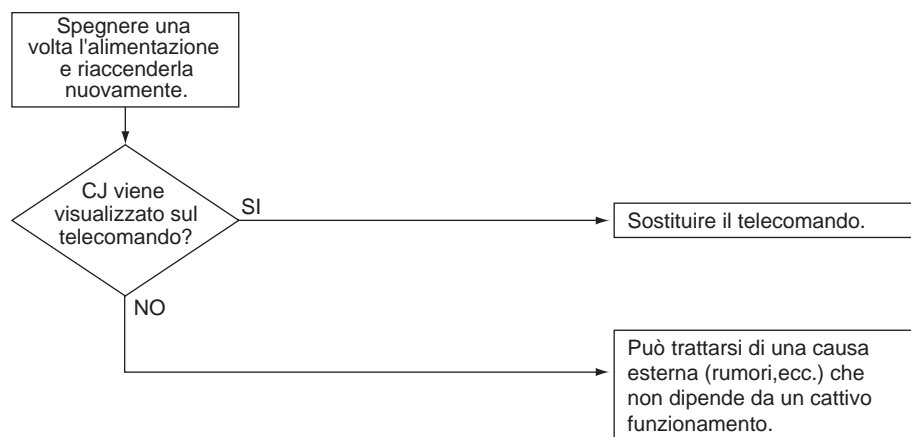 Spegnere una
volta l'alimentazione
e riaccenderla
nuovamente.
CJ viene
visualizzato sul
telecomando?
SI
Sostituire il telecomando.
NO
Può trattarsi di una causa
esterna (rumori,ecc.) che
non dipende da un cattivo
funzionamento.